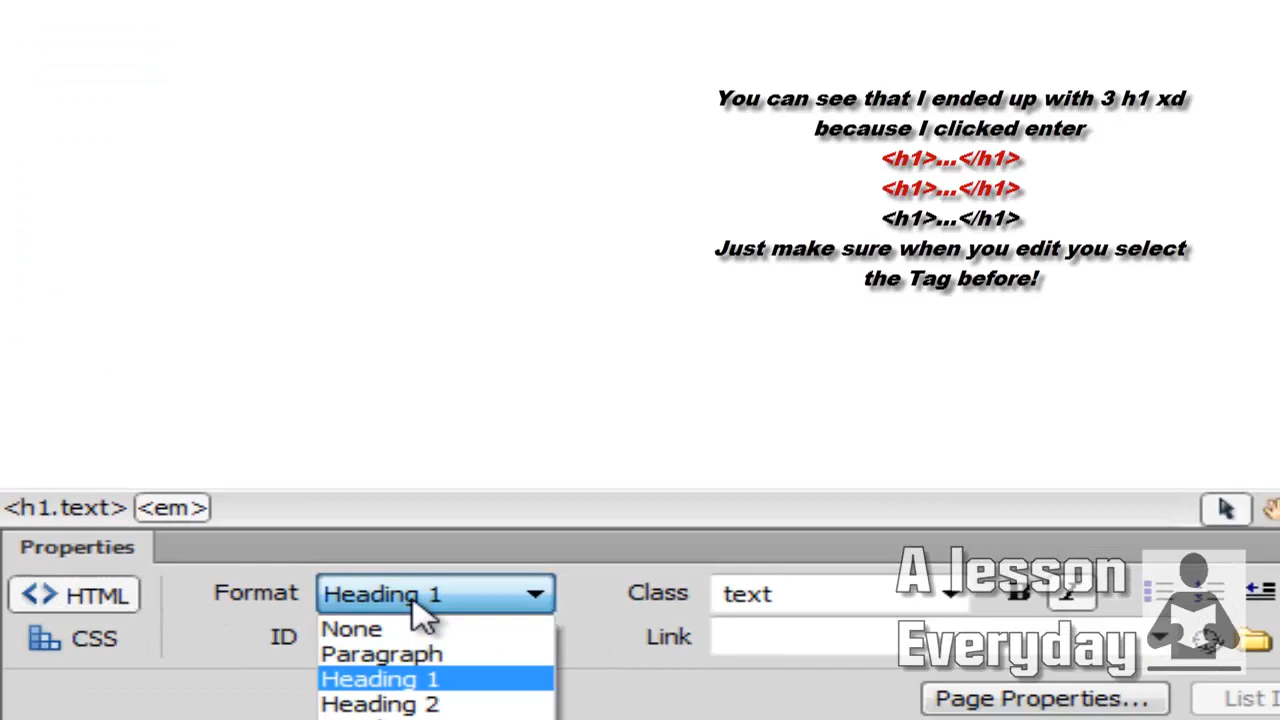 You can see that I ended up with 3 h1 xd
because I clicked enter
<h1>...</h1>
<h1>...</h1>
<h1>...</h1>
Just make sure when you edit you select
the Tag before!
<h1.text> <em>
Properties
HTML Format Heading 1 Class text B I
CSS ID None Link
Paragraph
Heading 1
Heading 2
Page Properties... List I
A lesson
Everyday